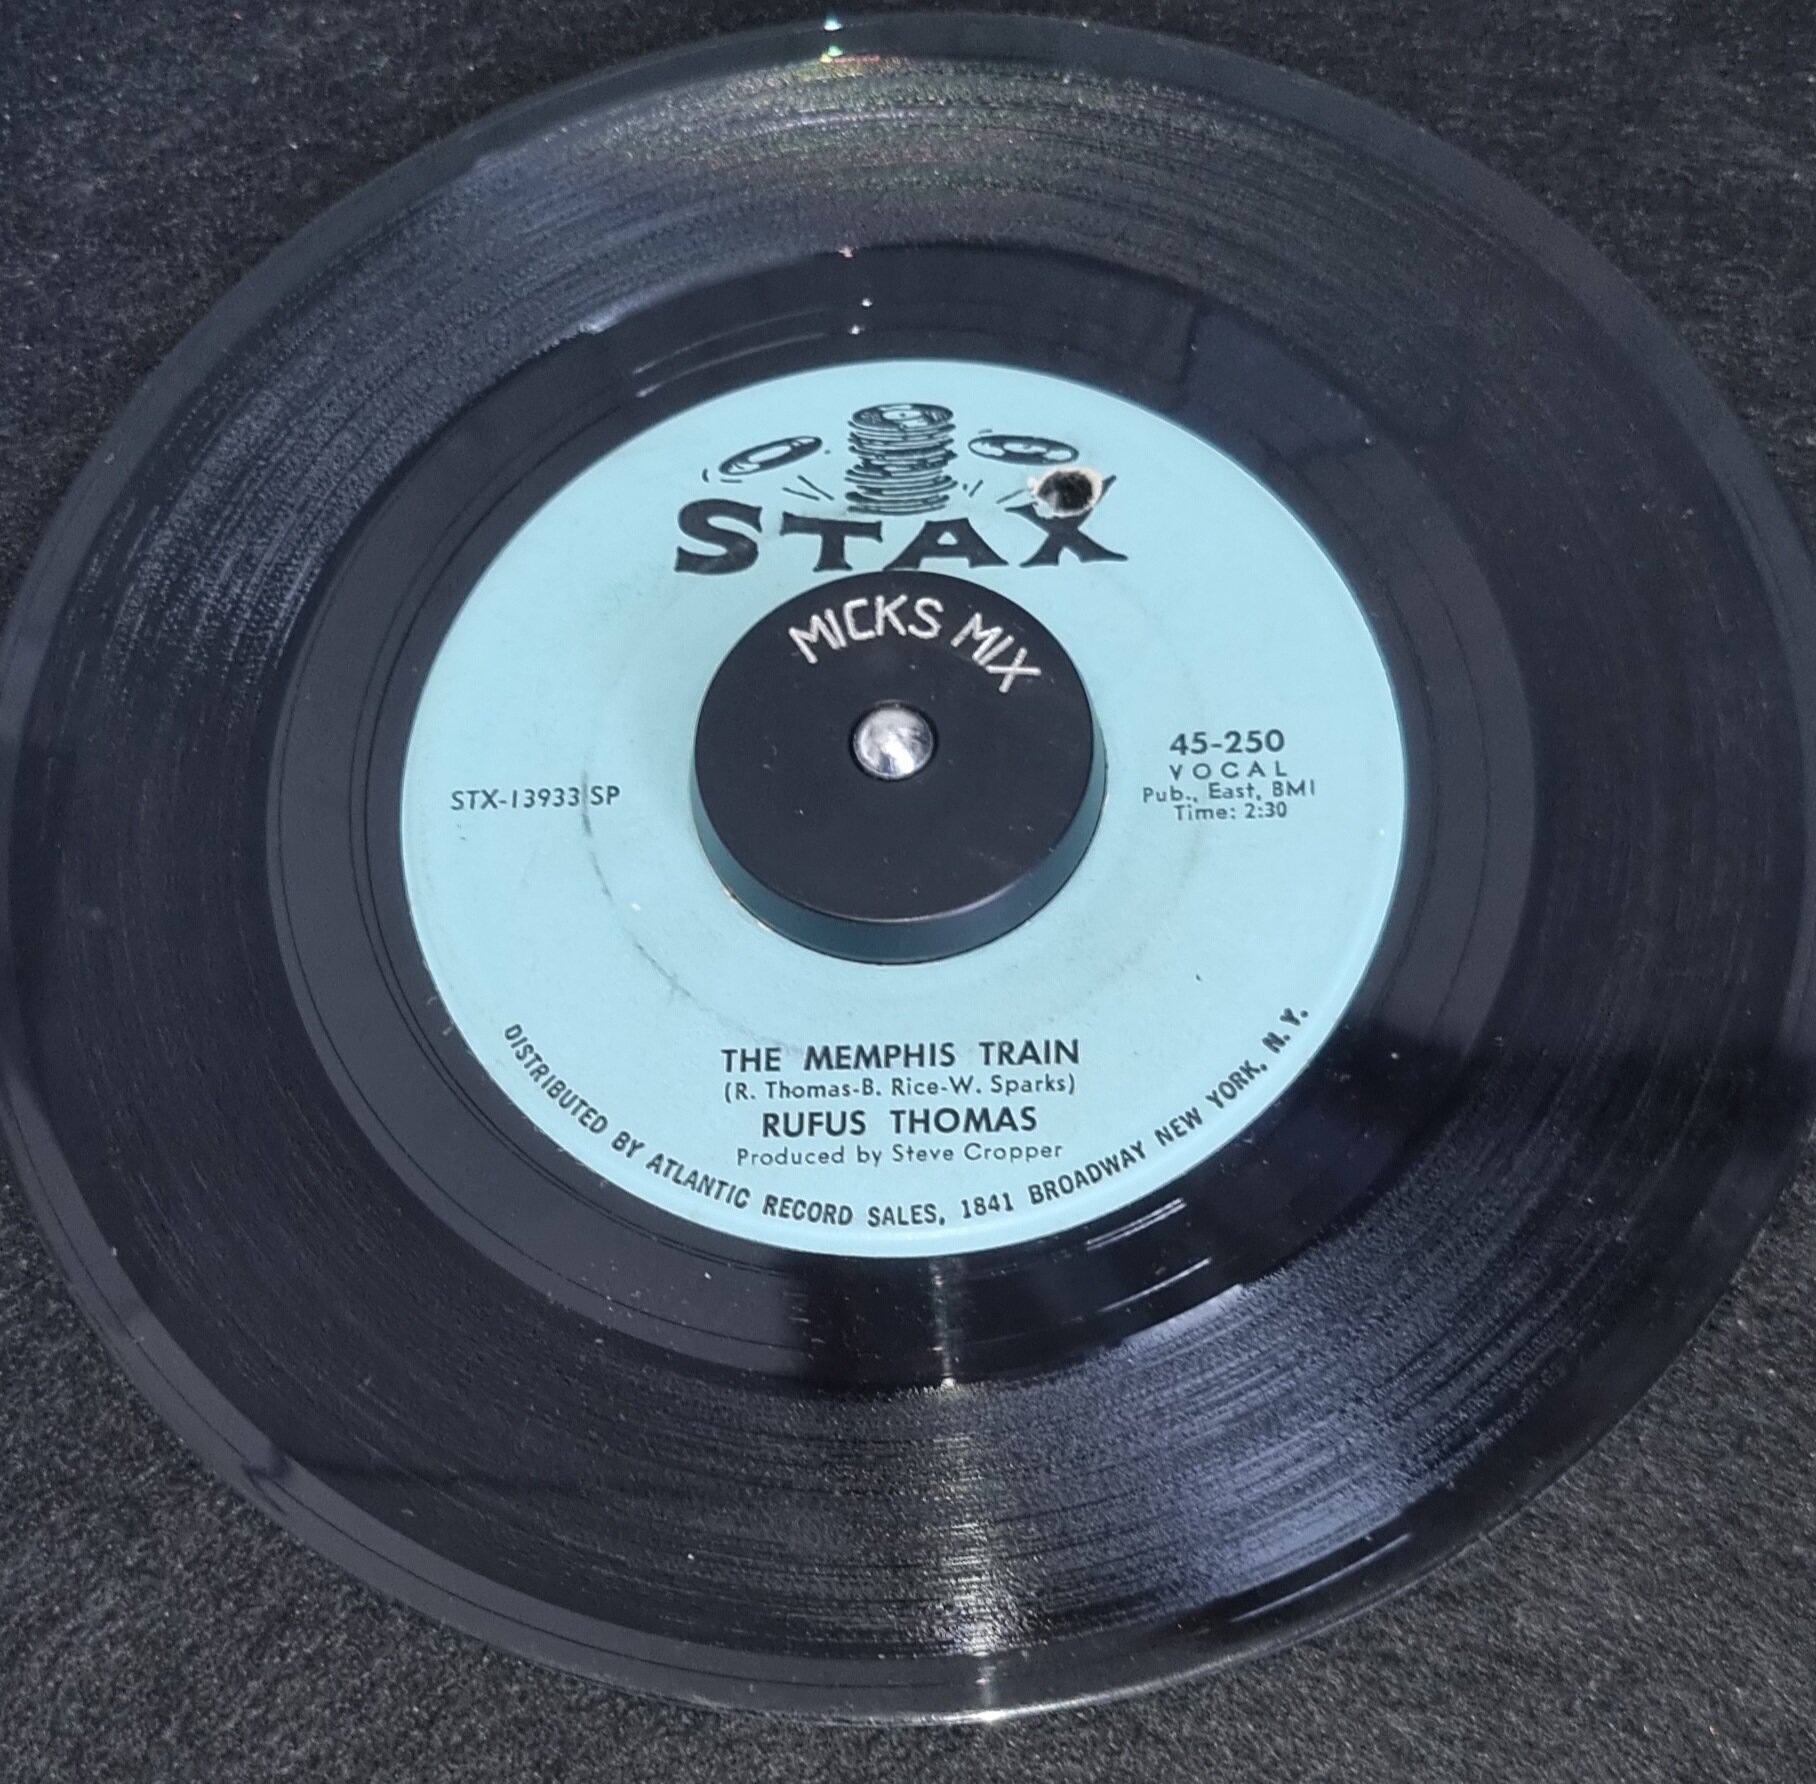 STAX
MICKS MIX
STX-13933 SP
45-250
VOCAL
Pub., East, BMI
Time: 2:30
THE MEMPHIS TRAIN
(R. Thomas-B. Rice-W. Sparks)
RUFUS THOMAS
Produced by Steve Cropper
DISTRIBUTED BY ATLANTIC RECORD SALES, 1841 BROADWAY NEW YORK, N. Y.